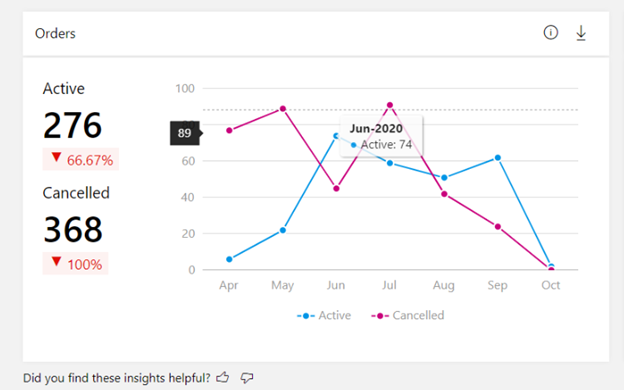 Orders
Active
276
▼ 66.67%
Cancelled
368
▼ 100%
100
89
60
40
20
0
Jun-2020
Active: 74
Apr May Jun Jul Aug Sep Oct
Active Cancelled
Did you find these insights helpful?